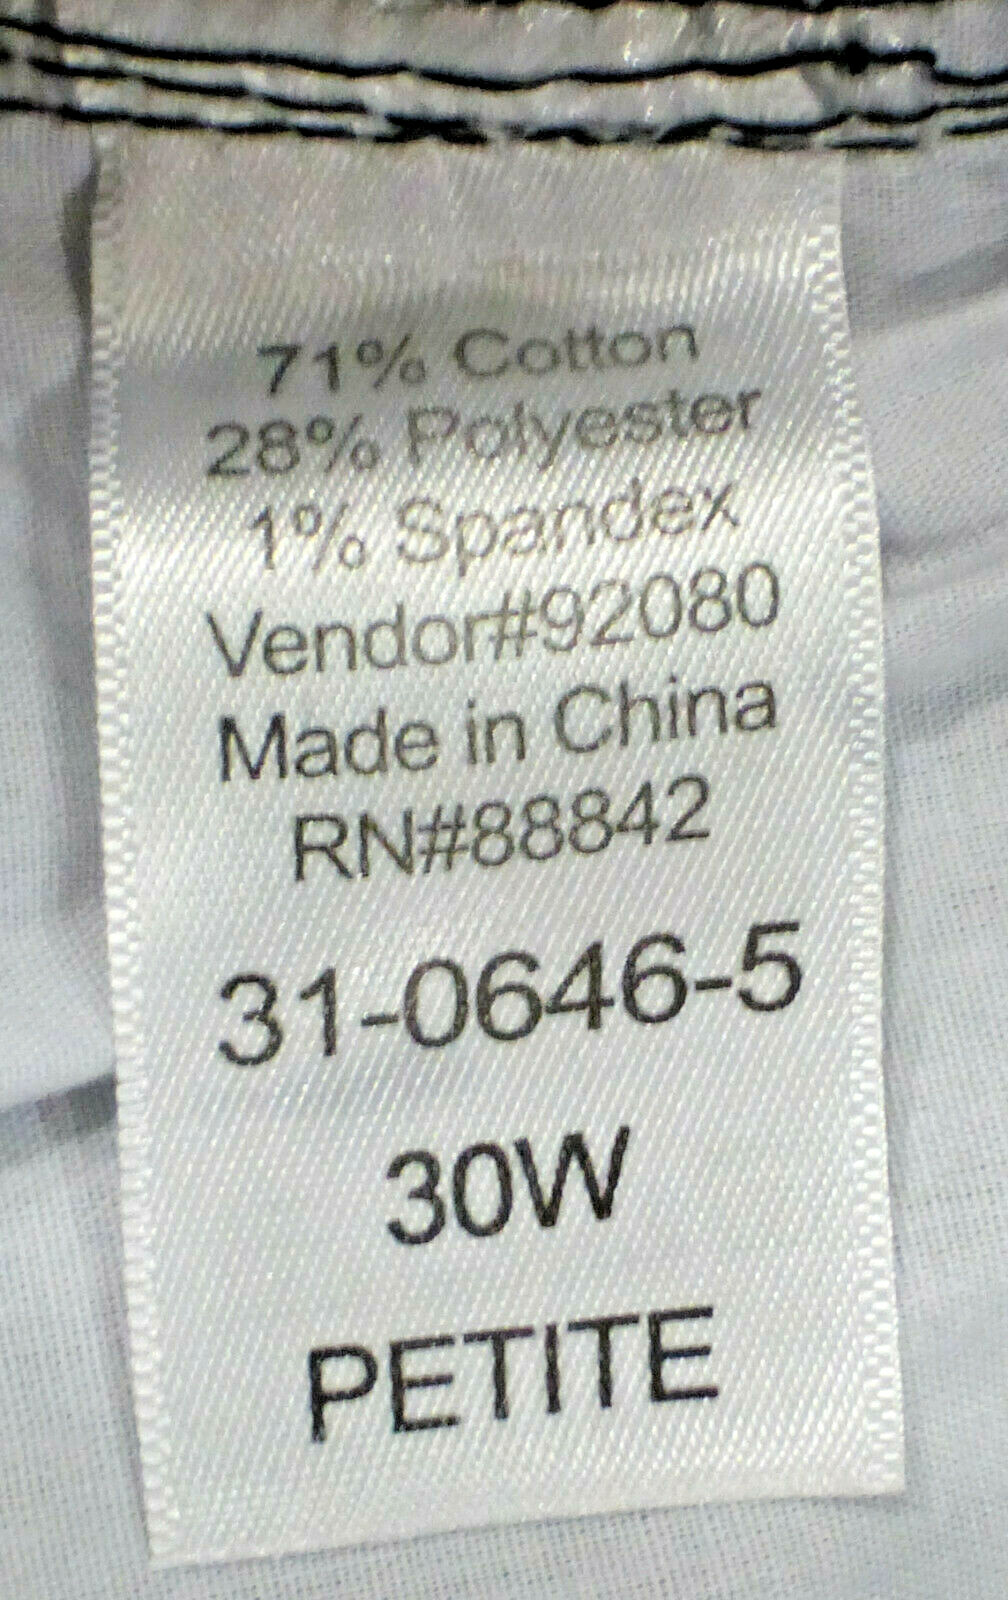 71% Cotton
28% Polyester
1% Spandex
Vendor#92080
Made in China
RN#88842
31-0646-5
30W
PETITE